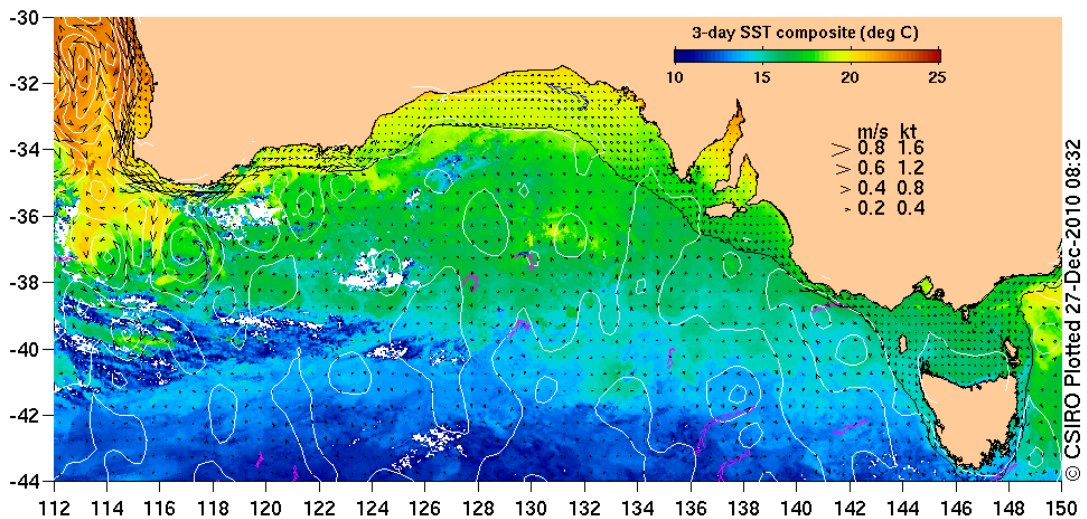 -30
3-day SST composite (deg C)
10 15 20 25
-32
m/s kt
> 0.8 1.6
> 0.6 1.2
> 0.4 0.8
> 0.2 0.4
-34
-36
-38
-40
-42
-44
112 114 116 118 120 122 124 126 128 130 132 134 136 138 140 142 144 146 148 150
© CSIRO Plotted 27-Dec-2010 08:32